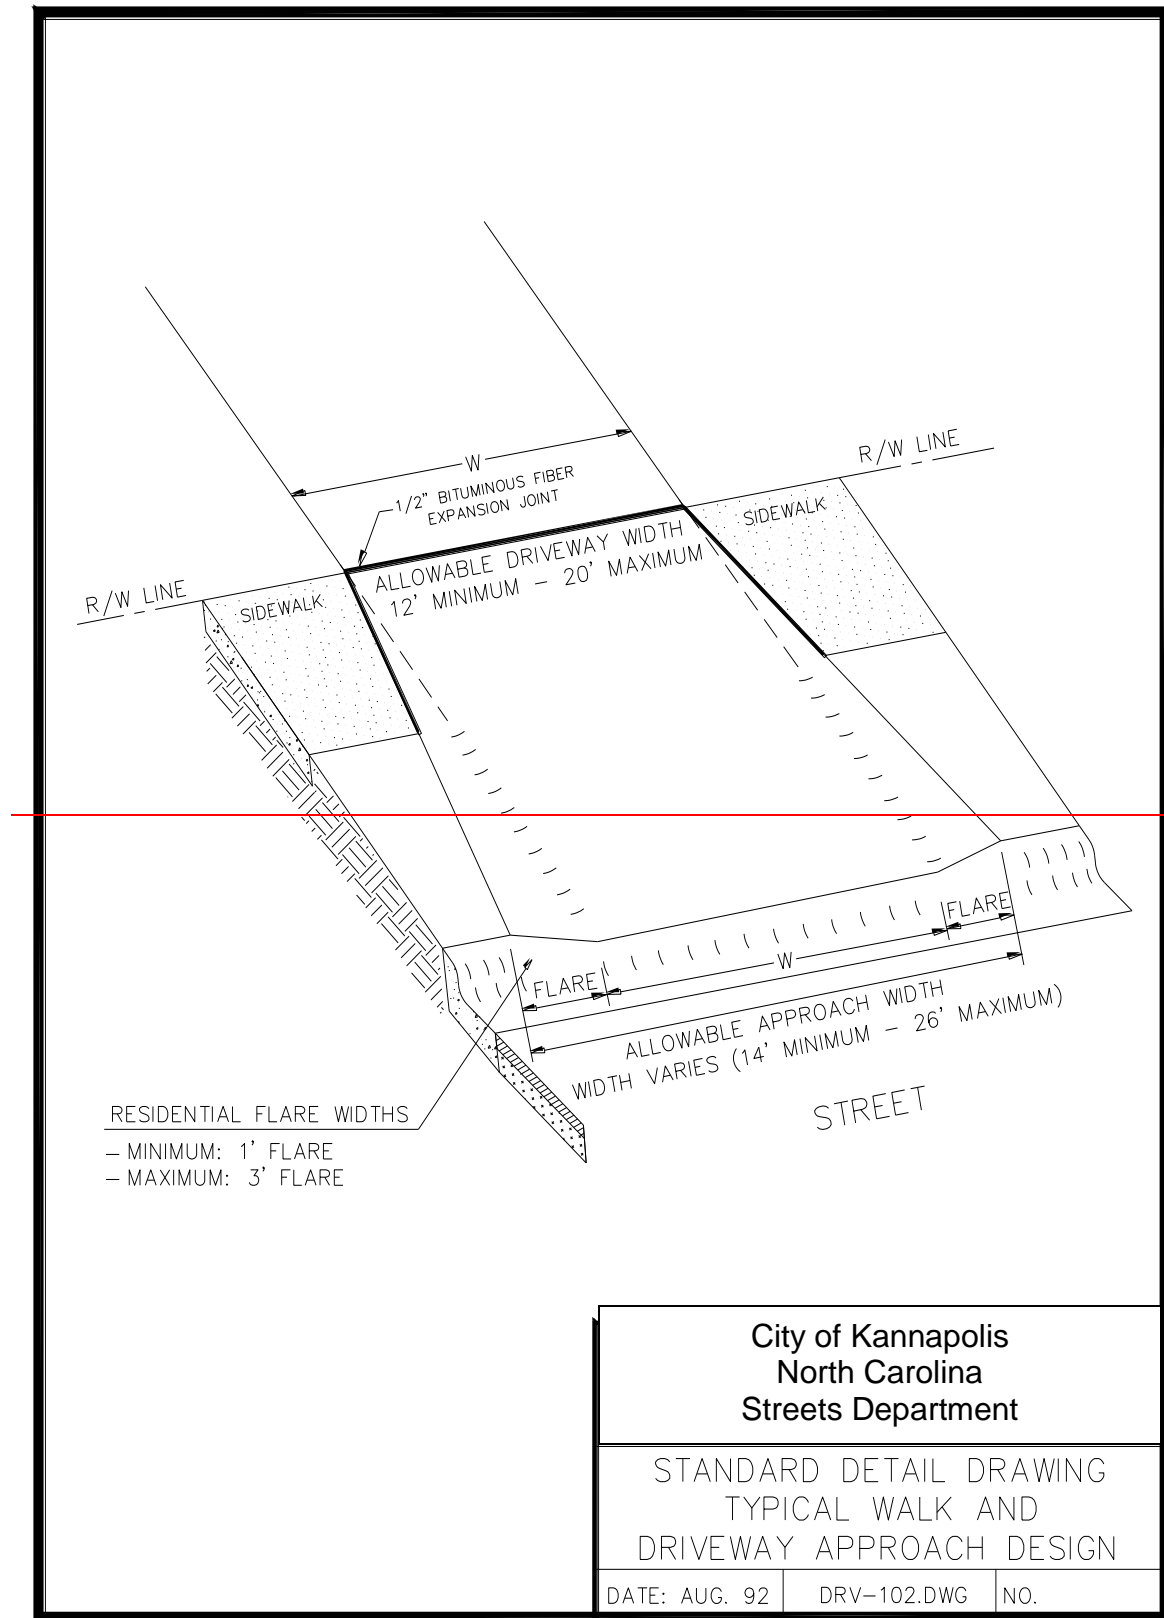 R/W LINE
W
1/2" BITUMINOUS FIBER
EXPANSION JOINT
SIDEWALK
ALLOWABLE DRIVEWAY WIDTH
12' MINIMUM - 20' MAXIMUM
R/W LINE
SIDEWALK
FLARE
W
FLARE
ALLOWABLE APPROACH WIDTH
WIDTH VARIES (14' MINIMUM - 26' MAXIMUM)
STREET
RESIDENTIAL FLARE WIDTHS
- MINIMUM: 1' FLARE
- MAXIMUM: 3' FLARE
City of Kannapolis
North Carolina
Streets Department
STANDARD DETAIL DRAWING
TYPICAL WALK AND
DRIVEWAY APPROACH DESIGN
DATE: AUG. 92 DRV-102.DWG NO.